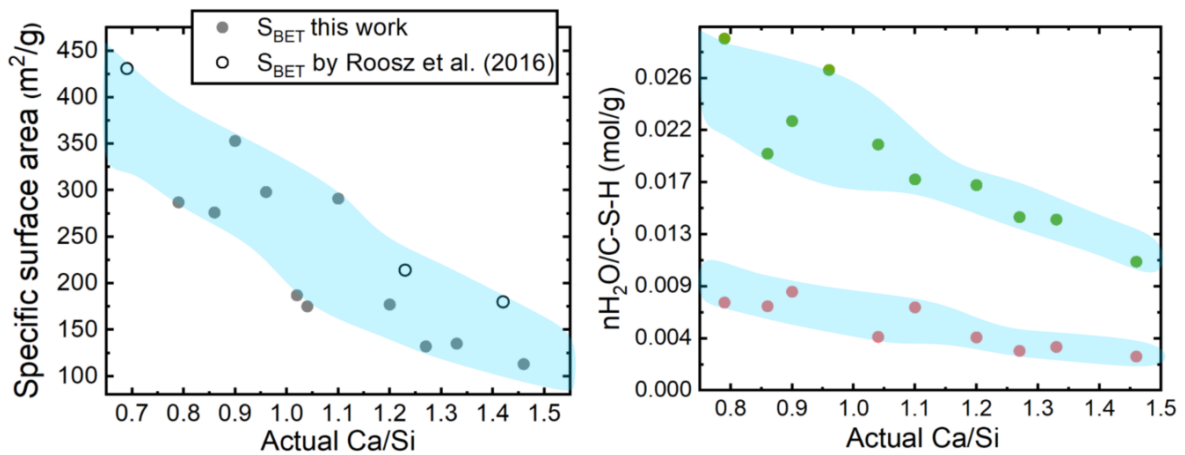 Specific surface area (m²/g)
450
400
350
300
250
200
150
100
S_BET this work
S_BET by Roosz et al. (2016)
0.7 0.8 0.9 1.0 1.1 1.2 1.3 1.4 1.5
Actual Ca/Si
nH₂O/C-S-H (mol/g)
0.026
0.022
0.017
0.013
0.009
0.004
0.000
0.8 0.9 1.0 1.1 1.2 1.3 1.4 1.5
Actual Ca/Si